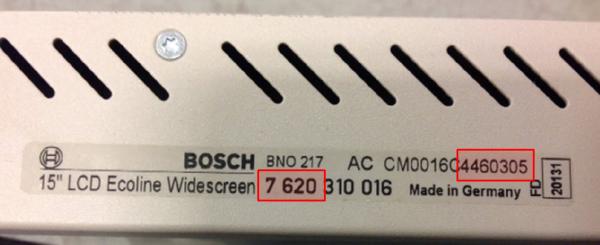 BOSCH BNO 217 AC CM0016C4460305
15" LCD Ecoline Widescreen 7 620 310 016 Made in Germany
FD 20131